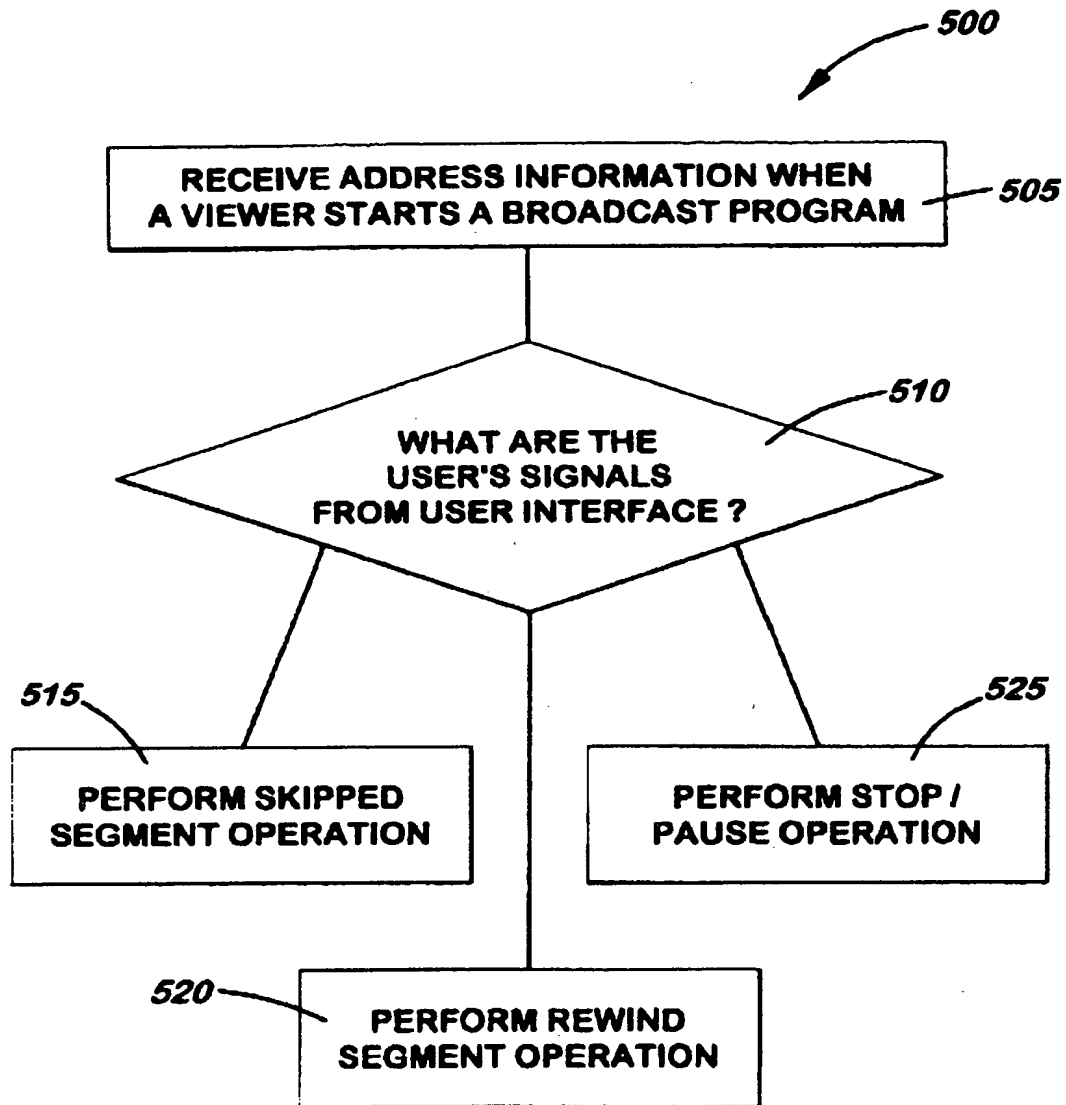 500
RECEIVE ADDRESS INFORMATION WHEN
A VIEWER STARTS A BROADCAST PROGRAM
505
510
WHAT ARE THE
USER'S SIGNALS
FROM USER INTERFACE ?
515
525
PERFORM SKIPPED
SEGMENT OPERATION
PERFORM STOP /
PAUSE OPERATION
520
PERFORM REWIND
SEGMENT OPERATION